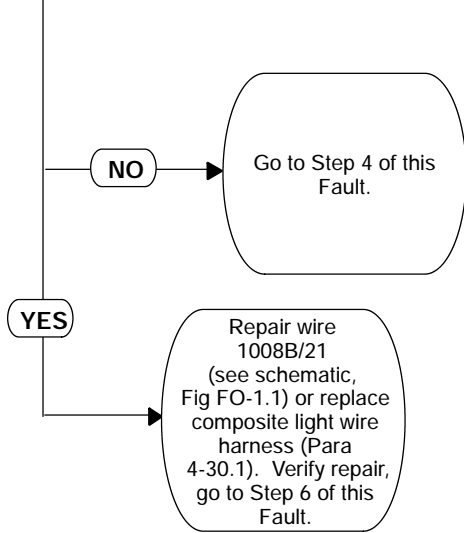 NO
Go to Step 4 of this
Fault.
YES
Repair wire
1008B/21
(see schematic,
Fig FO-1.1) or replace
composite light wire
harness (Para
4-30.1).  Verify repair,
go to Step 6 of this
Fault.